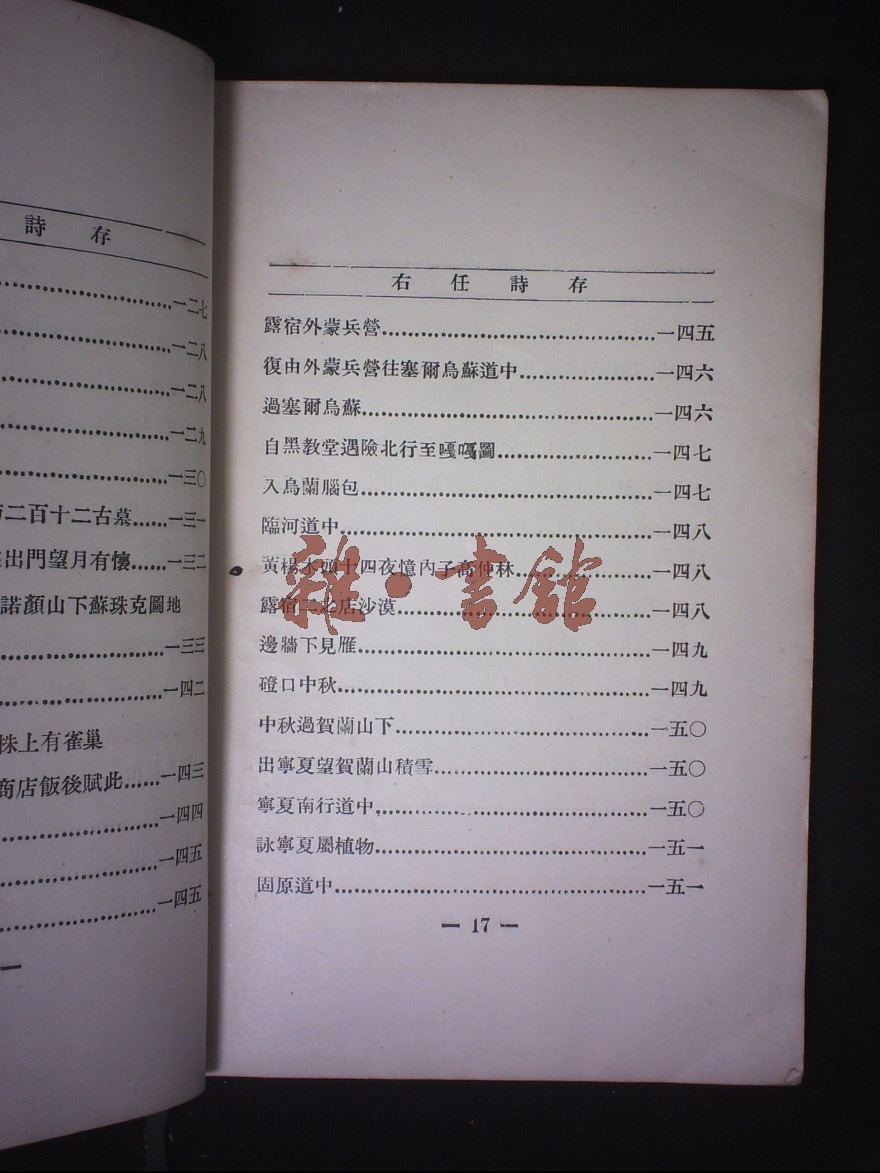 詩存
一二七
一二八
一二八
一二九
一三〇
二百十二古墓……一三一
出門望月有懷……一三二
諾顏山下蘇珠克圖地
一三三
一四二
株上有雀巢
商店飯後賦此……一四三
一四四
一四五
一四五
右任詩存
露宿外蒙兵營……一四五
復由外蒙兵營往塞爾烏蘇道中……一四六
過塞爾烏蘇……一四六
自黑教堂遇險北行至嘎嘎圖……一四七
入烏蘭腦包……一四七
臨河道中……一四八
黃楊木頭十四夜憶內子高仲林……一四八
露宿二子店沙漠……一四八
邊牆下見雁……一四九
磴口中秋……一四九
中秋過賀蘭山下……一五〇
出寧夏望賀蘭山積雪……一五〇
寧夏南行道中……一五〇
詠寧夏屬植物……一五一
固原道中……一五一
— 17 —
雜·書館